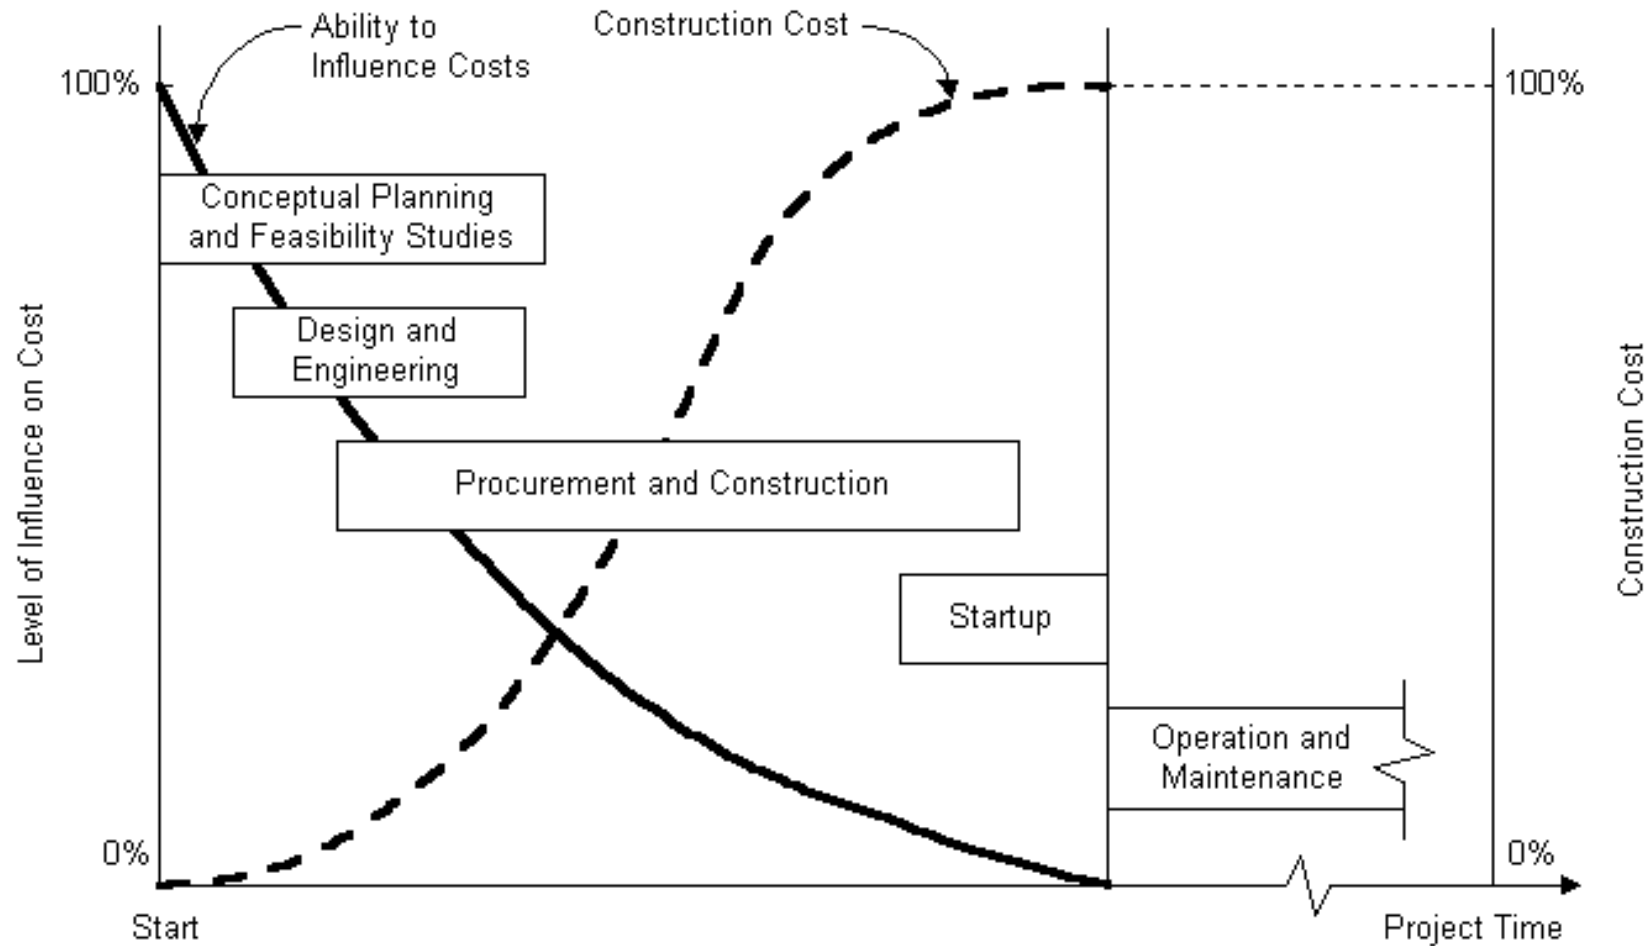 Ability to
Influence Costs
Construction Cost
100%
100%
Conceptual Planning
and Feasibility Studies
Design and
Engineering
Procurement and Construction
Startup
Operation and
Maintenance
Level of Influence on Cost
Construction Cost
0%
0%
Start
Project Time